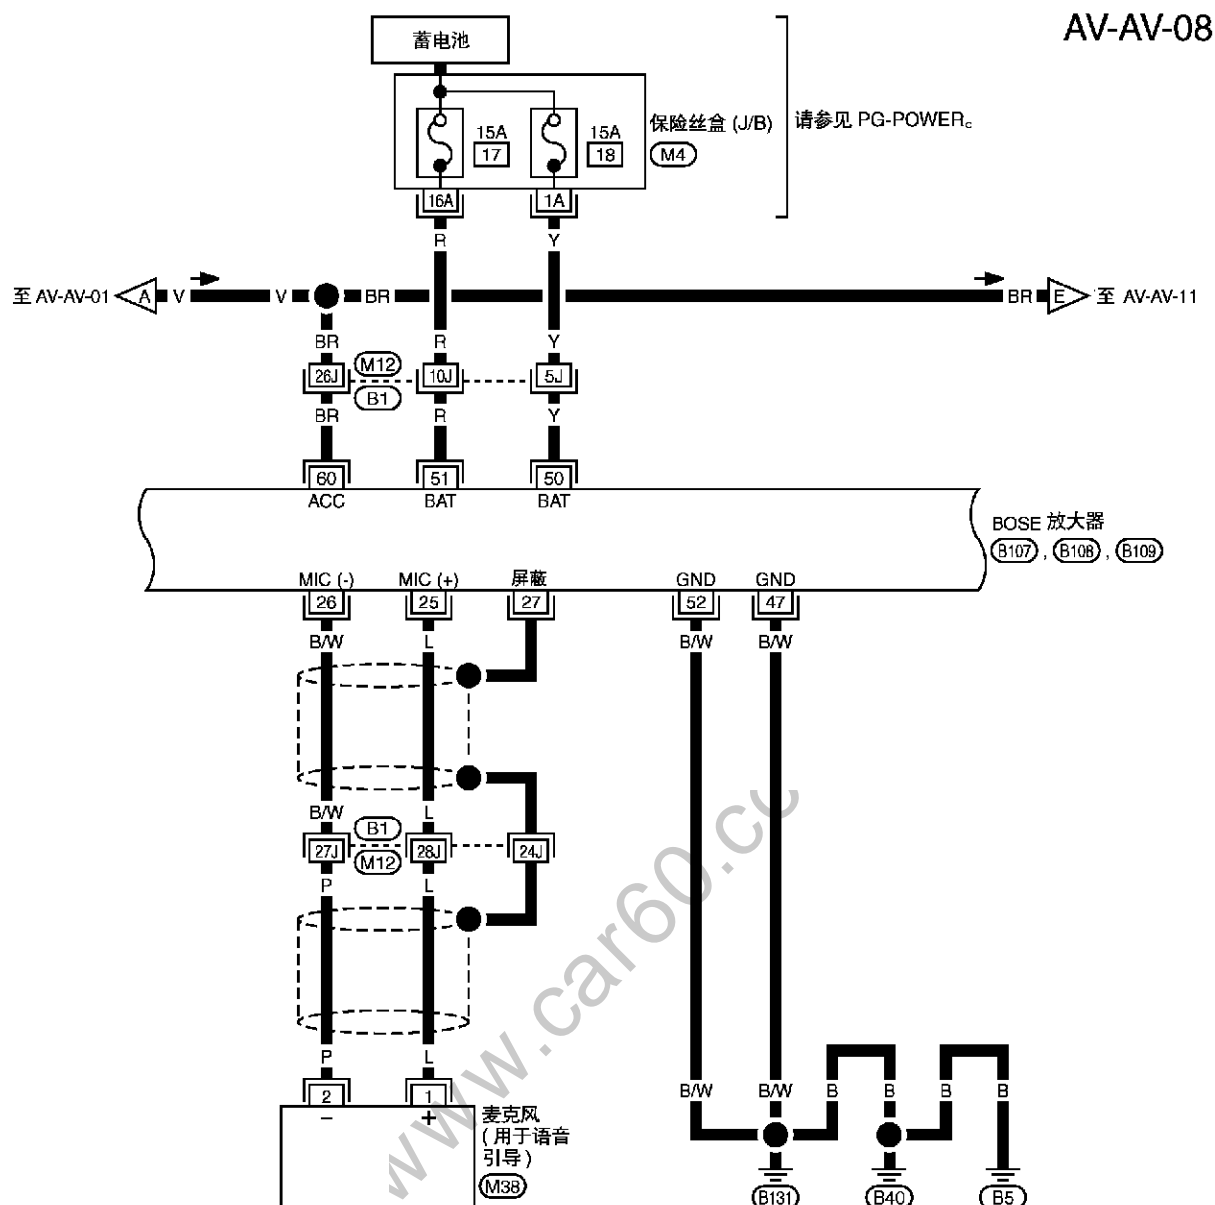 AV-AV-08
蓄电池
15A
17
15A
18
保险丝盒 (J/B)
M4
请参见 PG-POWER。
16A
1A
R
Y
至 AV-AV-01
A
V
V
BR
BR
E
至 AV-AV-11
BR
R
Y
26J
M12
B1
10J
5J
BR
R
Y
60
51
50
ACC
BAT
BAT
BOSE 放大器
B107 , B108 , B109
MIC (-)
MIC (+)
屏蔽
GND
GND
26
25
27
52
47
B/W
L
B/W
B/W
B/W
L
27J
B1
M12
28J
24J
P
L
P
L
B/W
B/W
B
B
B
B
2
1
−
+
麦克风
( 用于语音
引导 )
M38
B131
B40
B5
www.car60.cc